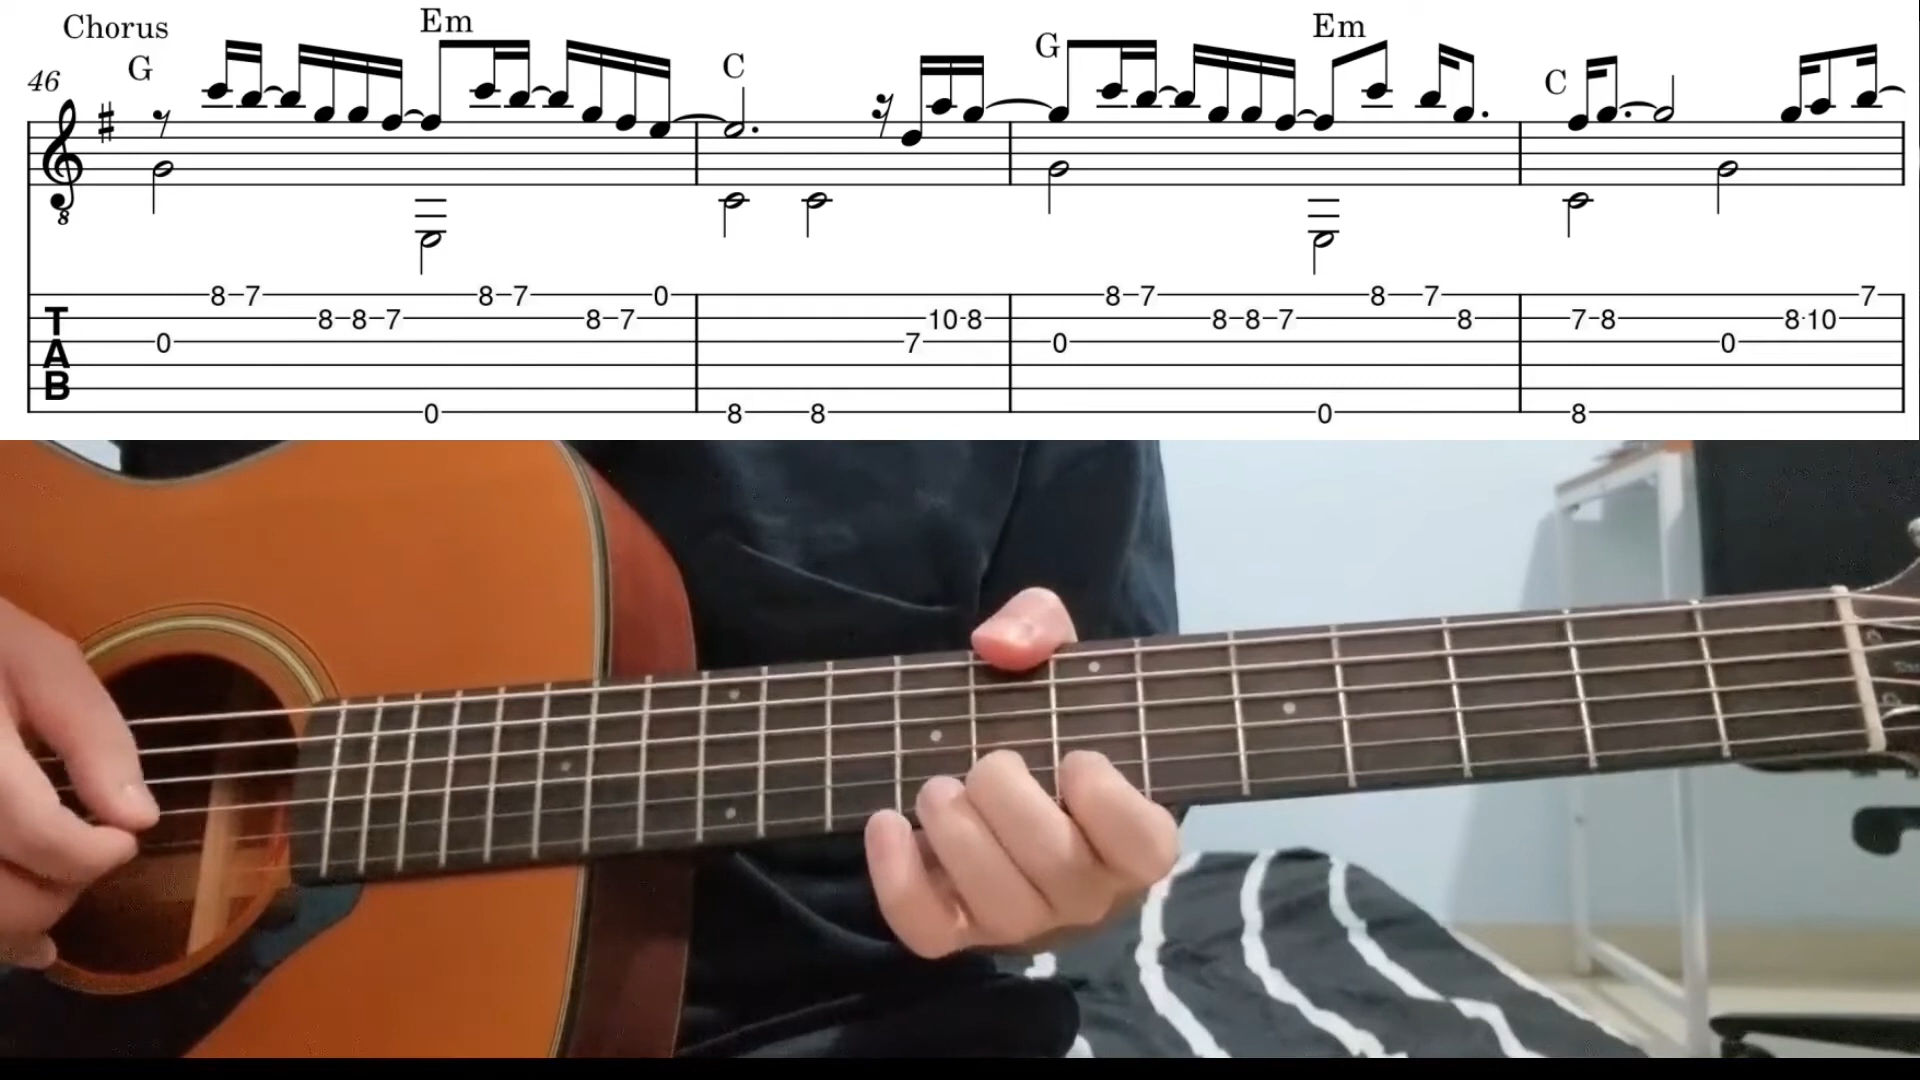 Chorus
G Em C G Em C
46
8
8 7 8 7 0 8 7 8 7 7
T 8 8 7 8 7 10 8 8 8 7 8 7 8 8 10
A 0 7 0 0
B
0 8 8 0 8